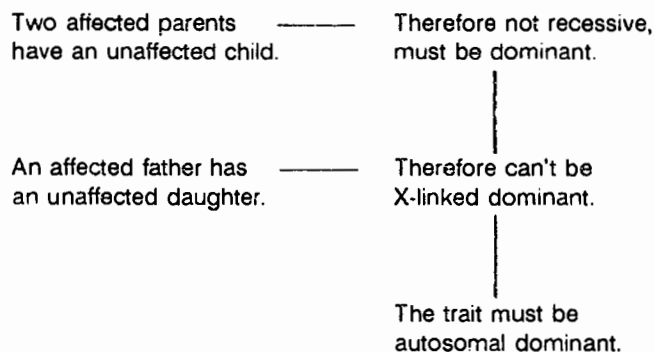 Two affected parents
have an unaffected child.
Therefore not recessive,
must be dominant.
An affected father has
an unaffected daughter.
Therefore can't be
X-linked dominant.
The trait must be
autosomal dominant.